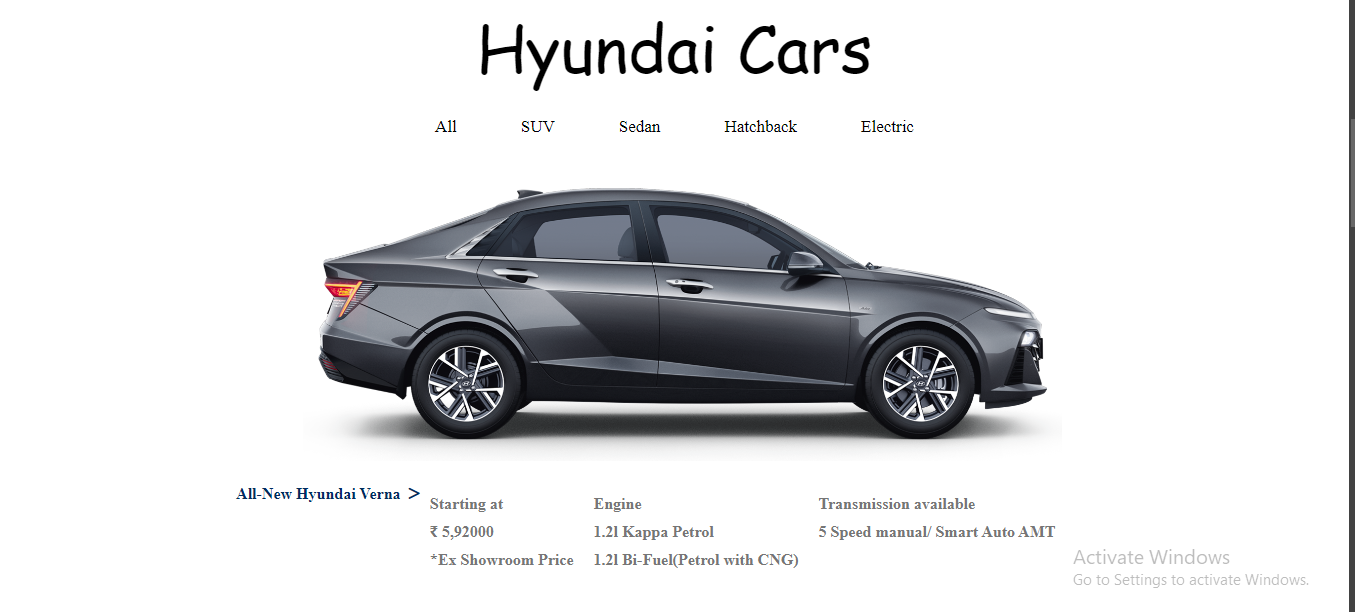 Hyundai Cars
All SUV Sedan Hatchback Electric
All-New Hyundai Verna >
Starting at
₹ 5,92000
*Ex Showroom Price
Engine
1.2l Kappa Petrol
1.2l Bi-Fuel(Petrol with CNG)
Transmission available
5 Speed manual/ Smart Auto AMT
Activate Windows
Go to Settings to activate Windows.